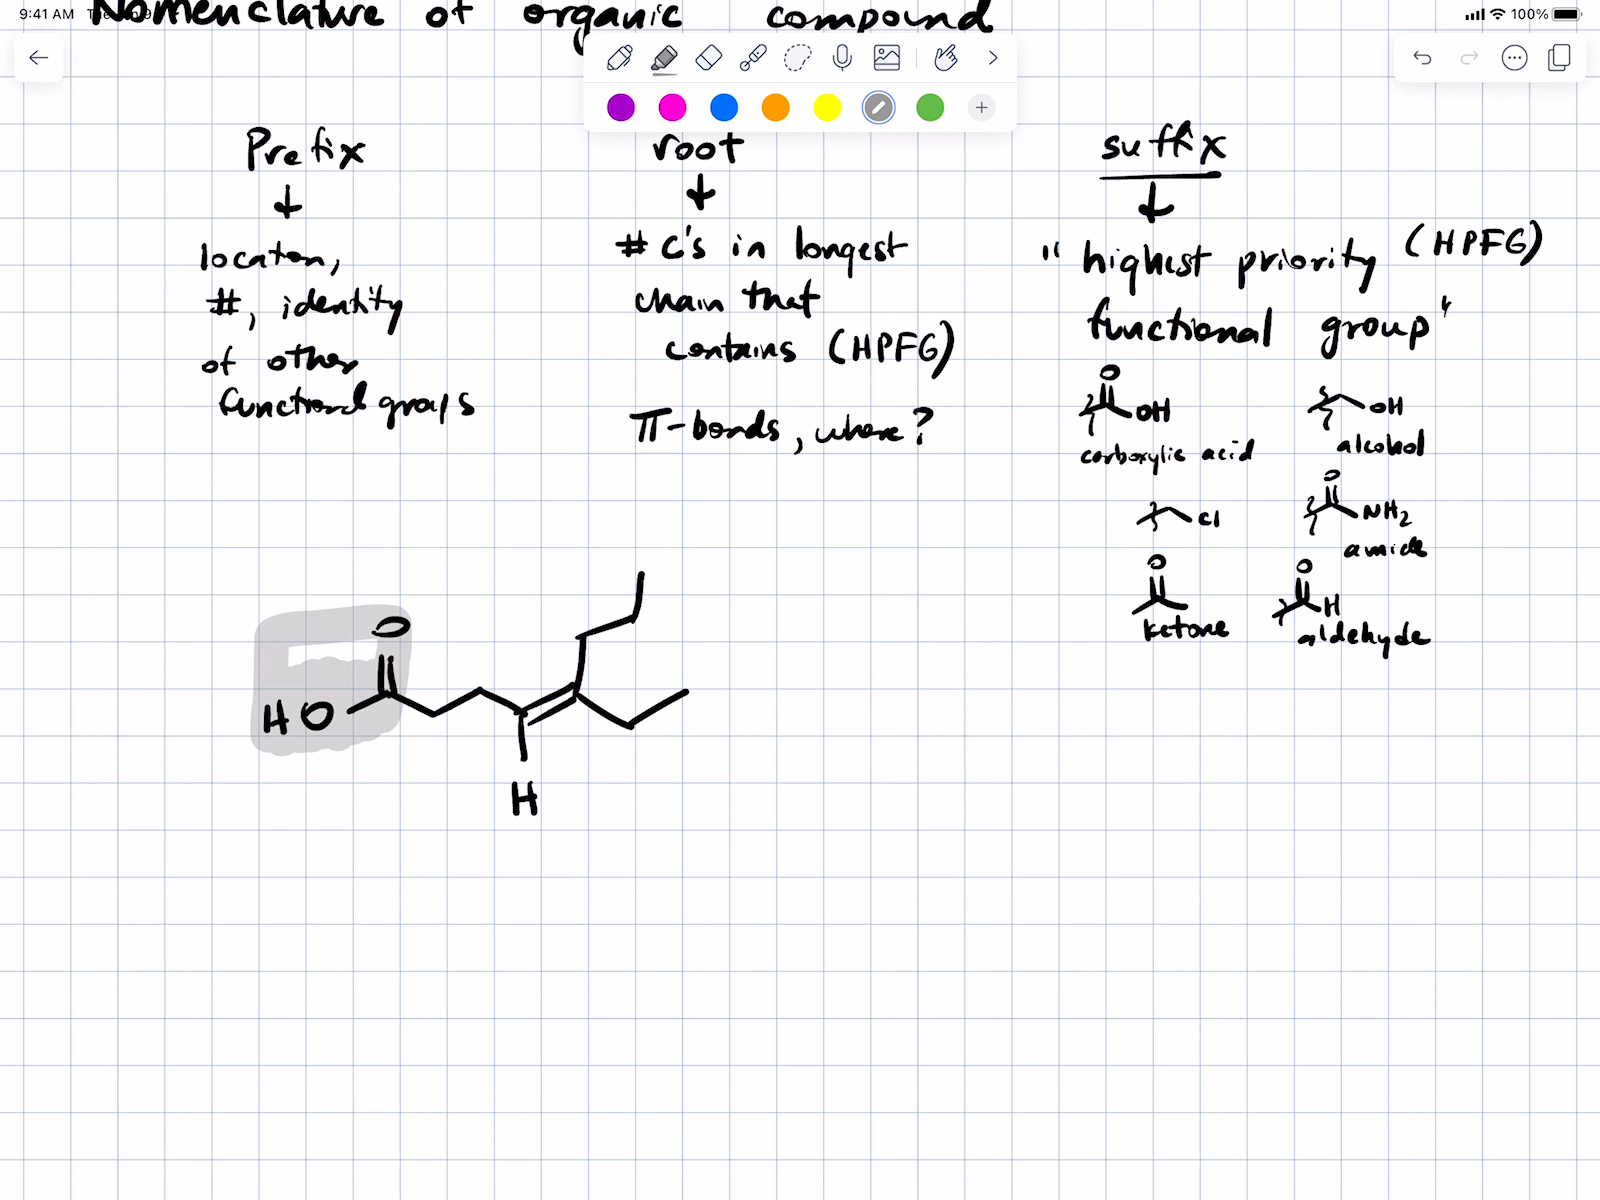 9:41 AM
100%
Nomenclature of organic compound
Prefix
root
suffix
location,
#, identity
of other
functional groups
# C's in longest
chain that
contains (HPFG)
π-bonds, where?
" highest priority (HPFG)
functional group"
O
OH
carboxylic acid
OH
alcohol
Cl
O
NH2
amide
O
ketone
O
H
aldehyde
O
HO
H